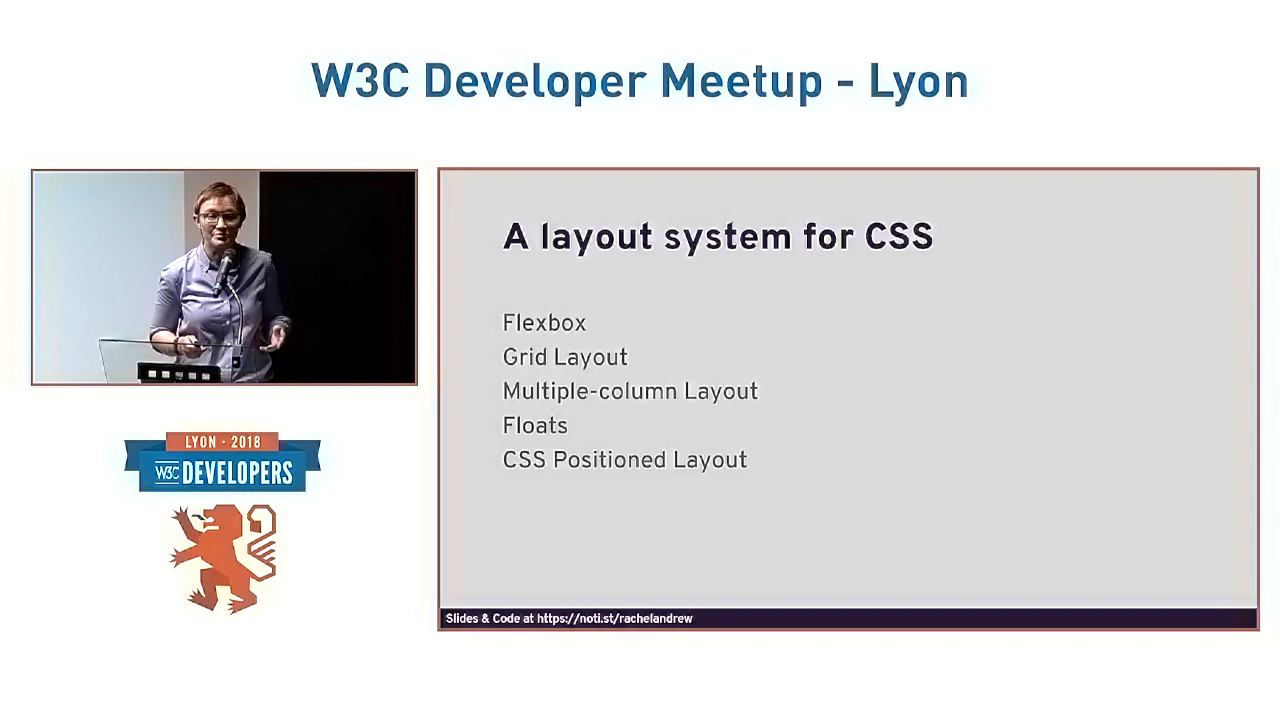 W3C Developer Meetup - Lyon
A layout system for CSS
Flexbox
Grid Layout
Multiple-column Layout
Floats
CSS Positioned Layout
Slides & Code at https://noti.st/rachelandrew
LYON · 2018
W3C DEVELOPERS